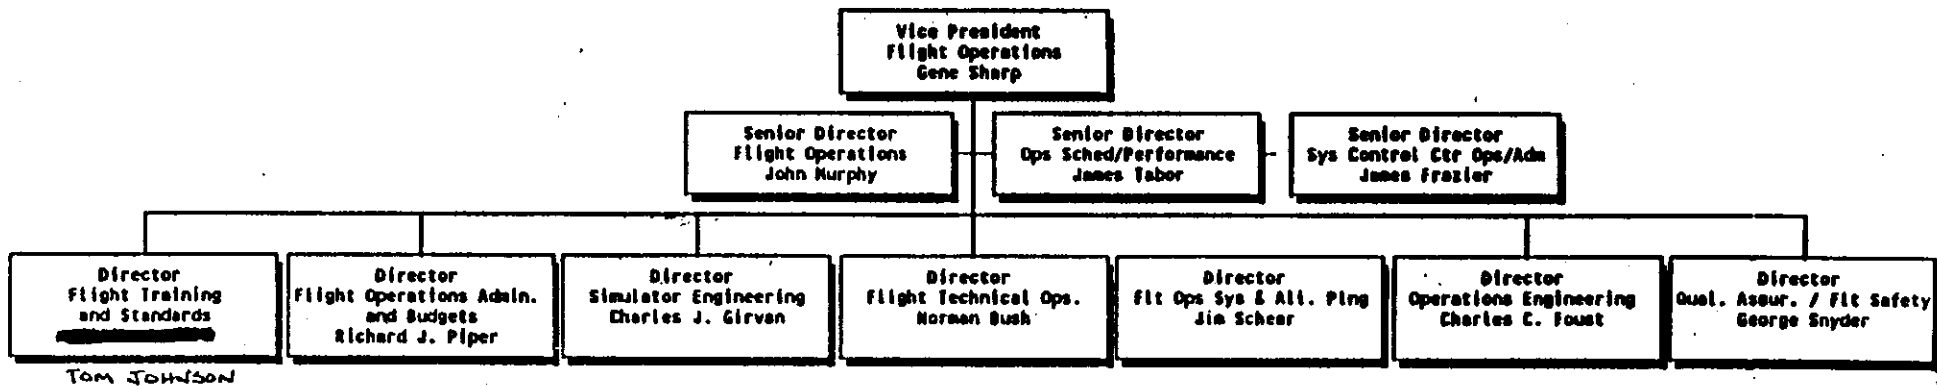 Vice President
Flight Operations
Gene Sharp
Senior Director
Flight Operations
John Murphy
Senior Director
Ops Sched/Performance
James Tabor
Senior Director
Sys Control Ctr Ops/Adm
James Frazier
Director
Flight Training
and Standards
TOM JOHNSON
Director
Flight Operations Admin.
and Budgets
Richard J. Piper
Director
Simulator Engineering
Charles J. Girvan
Director
Flight Technical Ops.
Norman Bush
Director
Flt Ops Sys & All. Plng
Jim Schear
Director
Operations Engineering
Charles C. Foust
Director
Qual. Assur. / Flt Safety
George Snyder